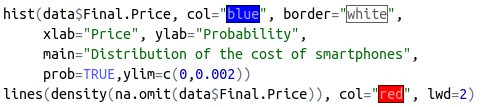 hist(data$Final.Price, col="blue", border="white",
xlab="Price", ylab="Probability",
main="Distribution of the cost of smartphones",
prob=TRUE,ylim=c(0,0.002))
lines(density(na.omit(data$Final.Price)), col="red", lwd=2)